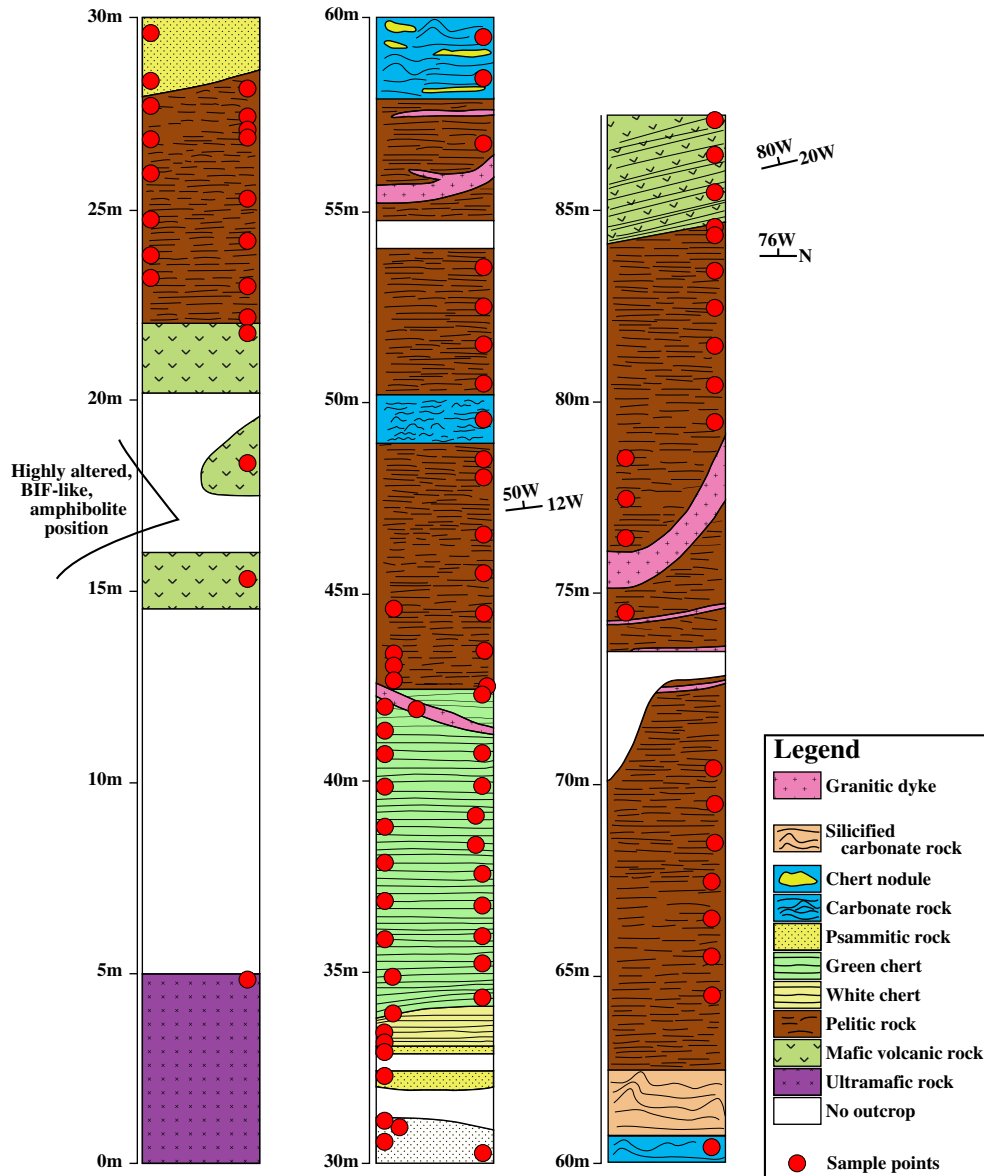 30m
25m
20m
Highly altered,
BIF-like,
amphibolite
position
15m
10m
5m
0m
60m
55m
50m
50W 12W
45m
40m
35m
30m
85m
80W 20W
76W
N
80m
75m
70m
65m
60m
Legend
Granitic dyke
Silicified
carbonate rock
Chert nodule
Carbonate rock
Psammitic rock
Green chert
White chert
Pelitic rock
Mafic volcanic rock
Ultramafic rock
No outcrop
Sample points